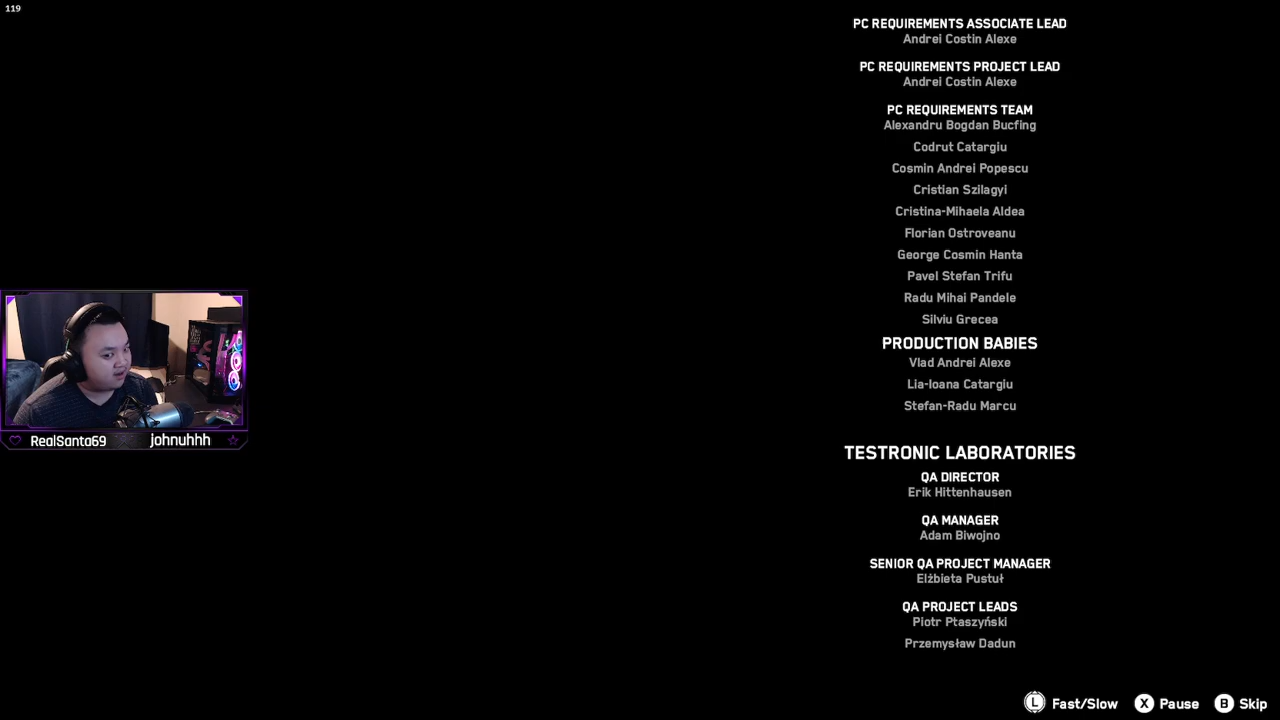 119
PC REQUIREMENTS ASSOCIATE LEAD
Andrei Costin Alexe
PC REQUIREMENTS PROJECT LEAD
Andrei Costin Alexe
PC REQUIREMENTS TEAM
Alexandru Bogdan Bucfing
Codrut Catargiu
Cosmin Andrei Popescu
Cristian Szilagyi
Cristina-Mihaela Aldea
Florian Ostroveanu
George Cosmin Hanta
Pavel Stefan Trifu
Radu Mihai Pandele
Silviu Grecea
PRODUCTION BABIES
Vlad Andrei Alexe
Lia-Ioana Catargiu
Stefan-Radu Marcu
RealSanta69 johnuhhh
TESTRONIC LABORATORIES
QA DIRECTOR
Erik Hittenhausen
QA MANAGER
Adam Biwojno
SENIOR QA PROJECT MANAGER
Elżbieta Pustuł
QA PROJECT LEADS
Piotr Ptaszyński
Przemysław Dadun
L Fast/Slow X Pause B Skip